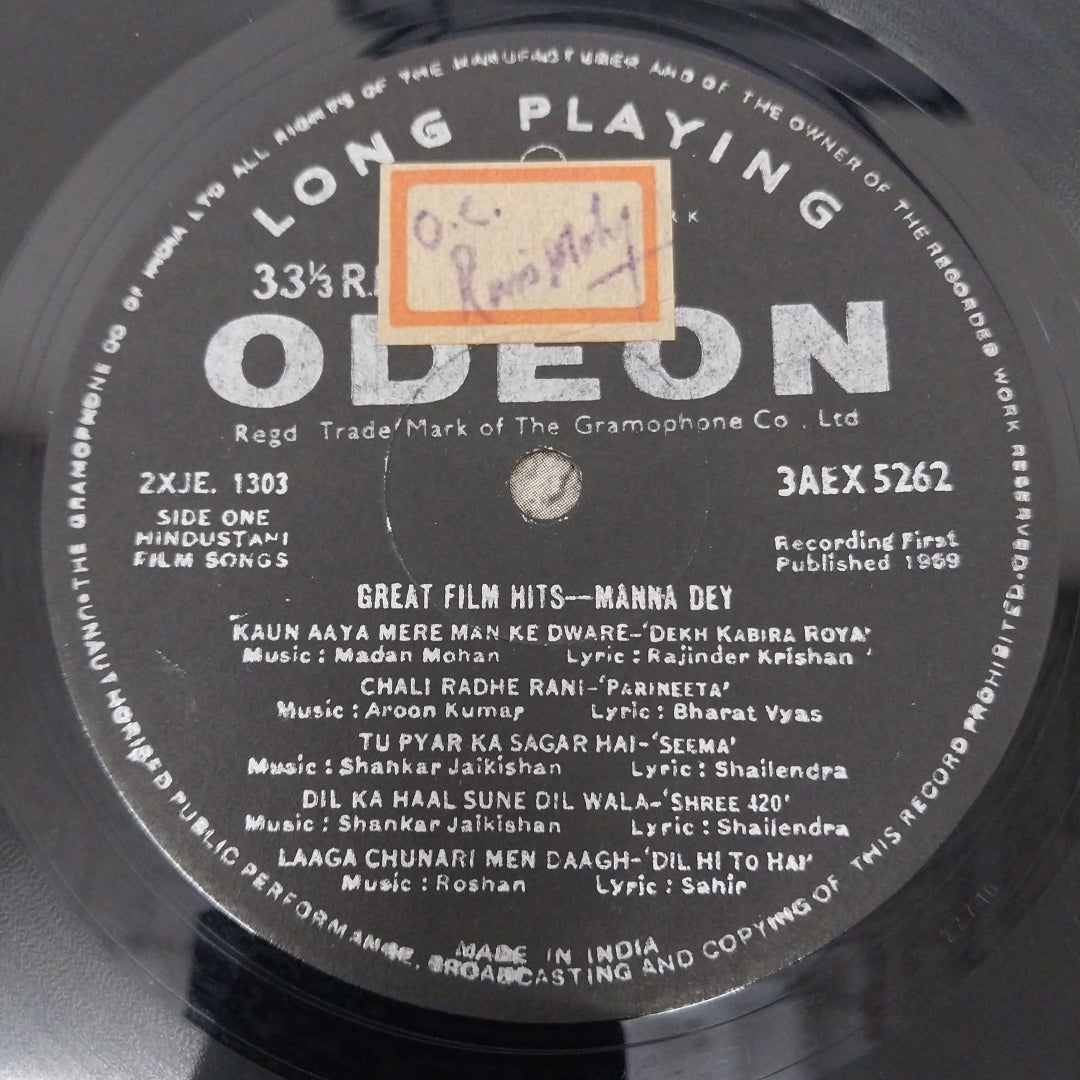 THE GRAMOPHONE CO OF INDIA LTD ALL RIGHTS OF THE MANUFACTURER AND OF THE OWNER OF THE RECORDED WORK RESERVED·UNAUTHORISED PUBLIC PERFORMANCE, BROADCASTING AND COPYING OF THIS RECORD PROHIBITED·
LONG PLAYING
O.C.
33⅓ R.
ODEON
Regd Trade Mark of The Gramophone Co. Ltd
2XJE. 1303
3AEX 5262
SIDE ONE
HINDUSTANI
FILM SONGS
Recording First
Published 1969
GREAT FILM HITS—MANNA DEY
KAUN AAYA MERE MAN KE DWARE-'DEKH KABIRA ROYA'
Music : Madan Mohan Lyric : Rajinder Krishan
CHALI RADHE RANI-'PARINEETA'
Music : Aroon Kumar Lyric : Bharat Vyas
TU PYAR KA SAGAR HAI-'SEEMA'
Music : Shankar Jaikishan Lyric : Shailendra
DIL KA HAAL SUNE DIL WALA-'SHREE 420'
Music : Shankar Jaikishan Lyric : Shailendra
LAAGA CHUNARI MEN DAAGH-'DIL HI TO HAI'
Music : Roshan Lyric : Sahir
MADE IN INDIA